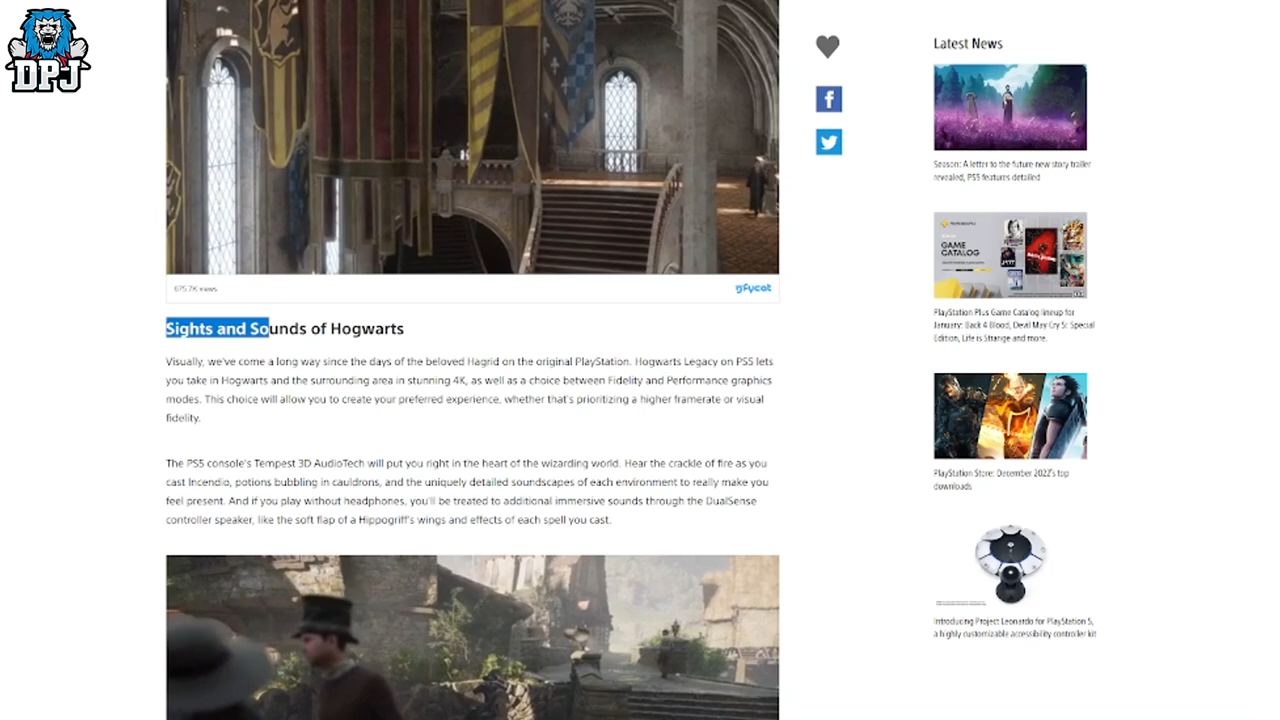 DPJ
675.7K views
gfycat
Sights and Sounds of Hogwarts
Visually, we've come a long way since the days of the beloved Hagrid on the original PlayStation. Hogwarts Legacy on PS5 lets
you take in Hogwarts and the surrounding area in stunning 4K, as well as a choice between Fidelity and Performance graphics
modes. This choice will allow you to create your preferred experience, whether that's prioritizing a higher framerate or visual
fidelity.
The PS5 console's Tempest 3D AudioTech will put you right in the heart of the wizarding world. Hear the crackle of fire as you
cast Incendio, potions bubbling in cauldrons, and the uniquely detailed soundscapes of each environment to really make you
feel present. And if you play without headphones, you'll be treated to additional immersive sounds through the DualSense
controller speaker, like the soft flap of a Hippogriff's wings and effects of each spell you cast.
Latest News
Season: A letter to the future new story trailer
revealed, PS5 features detailed
GAME
CATALOG
PlayStation Plus Game Catalog lineup for
January: Back 4 Blood, Devil May Cry 5: Special
Edition, Life is Strange and more.
PlayStation Store: December 2022's top
downloads
Introducing Project Leonardo for PlayStation 5,
a highly customizable accessibility controller kit